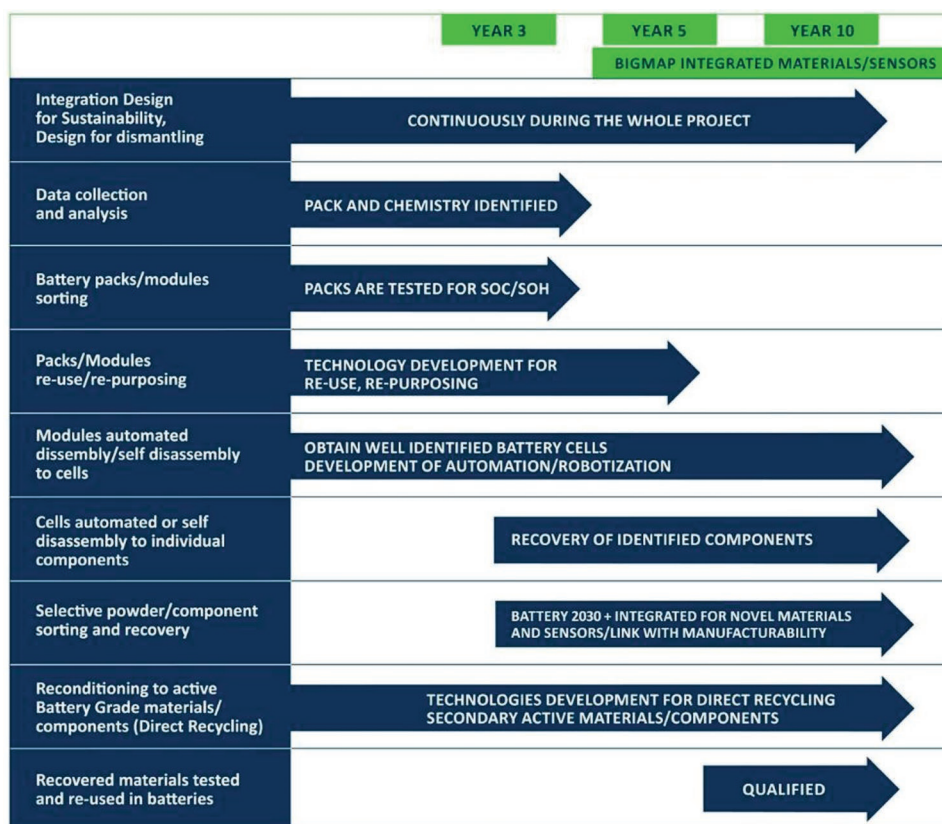 YEAR 3
YEAR 5
YEAR 10
BIGMAP INTEGRATED MATERIALS/SENSORS
Integration Design
for Sustainability,
Design for dismantling
CONTINUOUSLY DURING THE WHOLE PROJECT
Data collection
and analysis
PACK AND CHEMISTRY IDENTIFIED
Battery packs/modules
sorting
PACKS ARE TESTED FOR SOC/SOH
Packs/Modules
re-use/re-purposing
TECHNOLOGY DEVELOPMENT FOR
RE-USE, RE-PURPOSING
Modules automated
dissembly/self disassembly
to cells
OBTAIN WELL IDENTIFIED BATTERY CELLS
DEVELOPMENT OF AUTOMATION/ROBOTIZATION
Cells automated or self
disassembly to individual
components
RECOVERY OF IDENTIFIED COMPONENTS
Selective powder/component
sorting and recovery
BATTERY 2030 + INTEGRATED FOR NOVEL MATERIALS
AND SENSORS/LINK WITH MANUFACTURABILITY
Reconditioning to active
Battery Grade materials/
components (Direct Recycling)
TECHNOLOGIES DEVELOPMENT FOR DIRECT RECYCLING
SECONDARY ACTIVE MATERIALS/COMPONENTS
Recovered materials tested
and re-used in batteries
QUALIFIED